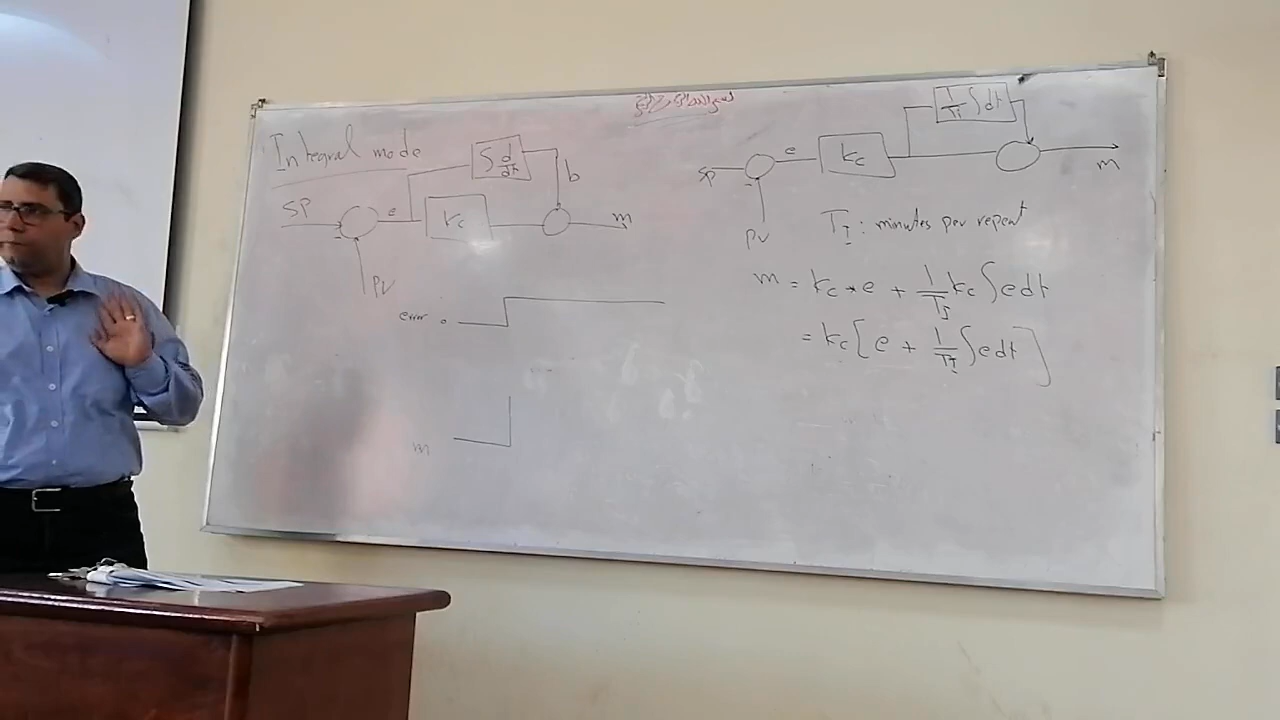 Integral mode
∫ d/dt
b
SP
e
kc
m
PV
error o
m
1/TI ∫ dt
SP
e
kc
m
PV
TI : minutes per repeat
m = kc * e + 1/TI kc ∫ e dt
= kc [ e + 1/TI ∫ e dt ]